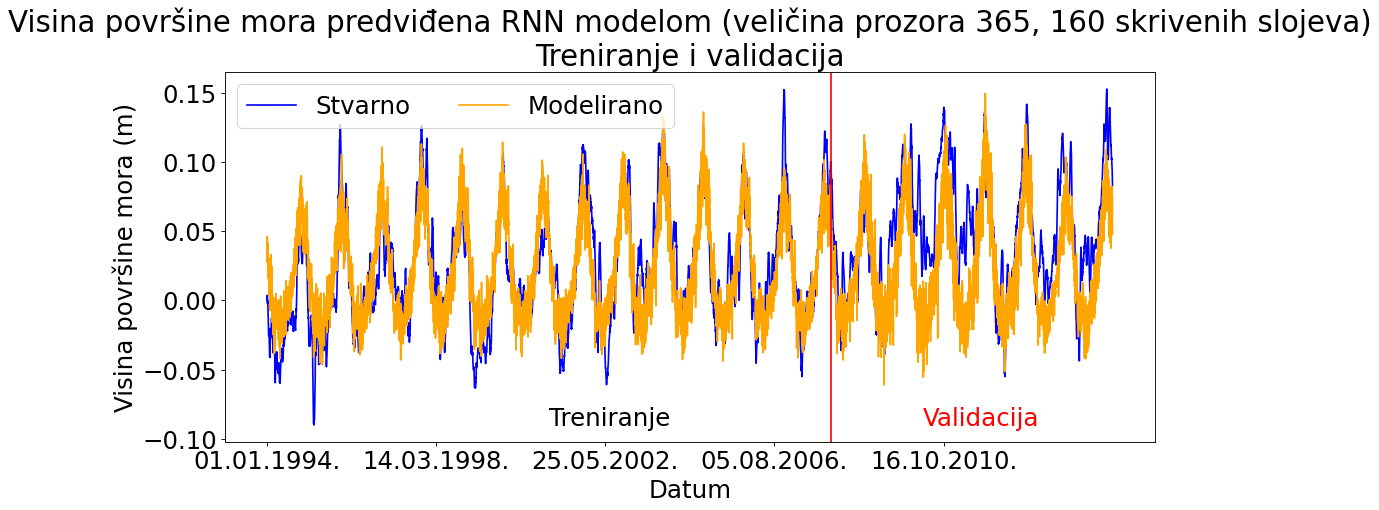 Visina površine mora predviđena RNN modelom (veličina prozora 365, 160 skrivenih slojeva)
Treniranje i validacija
Stvarno
Modelirano
Visina površine mora (m)
0.15
0.10
0.05
0.00
−0.05
−0.10
Treniranje
Validacija
01.01.1994.
14.03.1998.
25.05.2002.
05.08.2006.
16.10.2010.
Datum